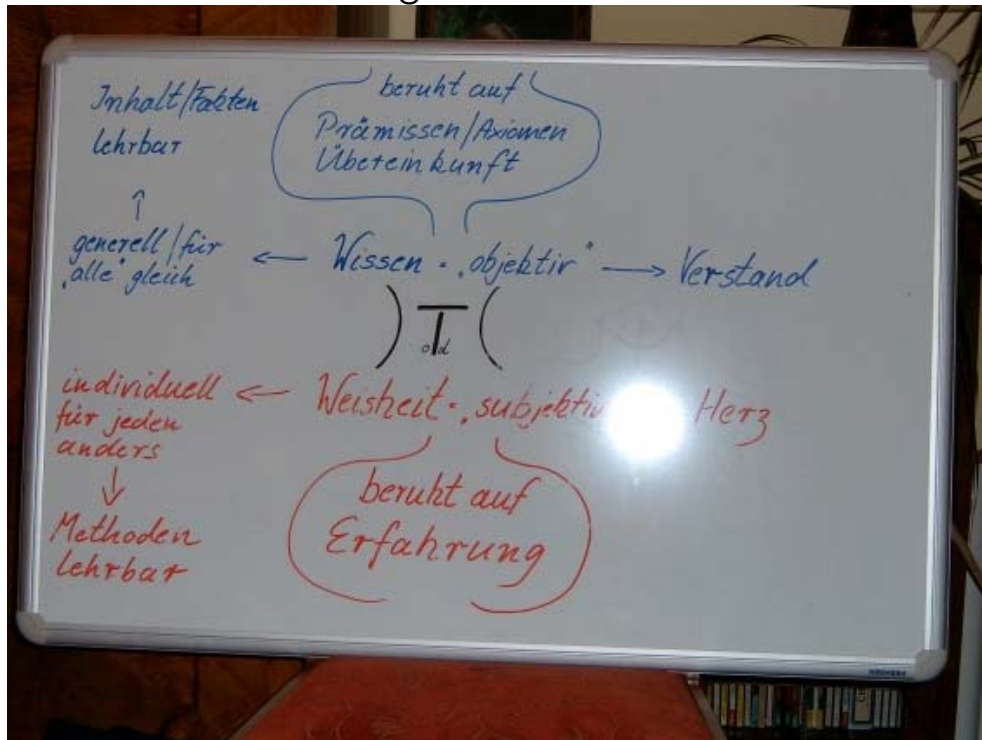 Inhalt/Fakten
lehrbar
beruht auf
Prämissen/Axiomen
Übereinkunft
↑
generell/für
„alle“ gleich
← Wissen - „objektiv“ → Verstand
) T (
individuell
für jeden
anders
← Weisheit - „subjektiv Herz
↓
Methoden
lehrbar
beruht auf
Erfahrung